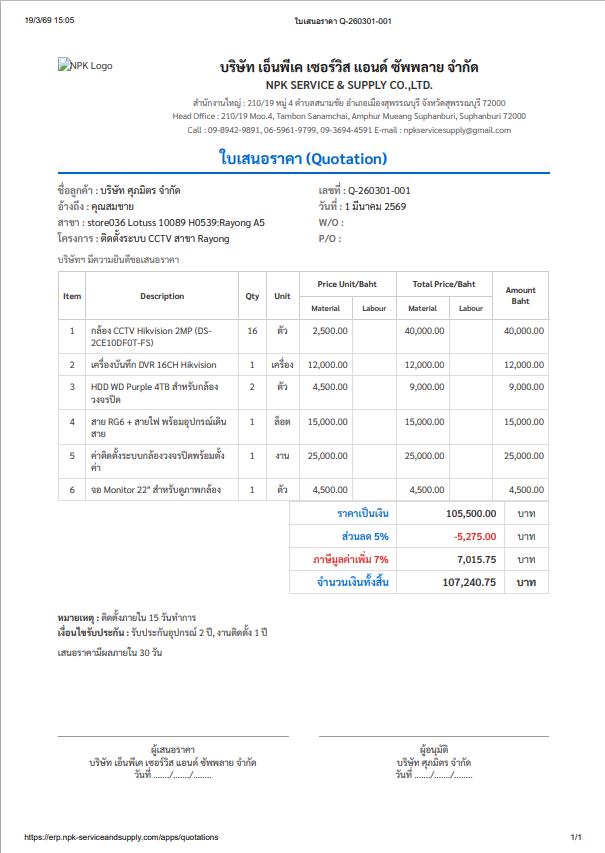 19/3/69 15:05
ใบเสนอราคา Q-260301-001
NPK Logo
บริษัท เอ็นพีเค เซอร์วิส แอนด์ ซัพพลาย จำกัด
NPK SERVICE & SUPPLY CO.,LTD.
สำนักงานใหญ่ : 210/19 หมู่ 4 ตำบลสนามชัย อำเภอเมืองสุพรรณบุรี จังหวัดสุพรรณบุรี 72000
Head Office : 210/19 Moo.4, Tambon Sanamchai, Amphur Mueang Suphanburi, Suphanburi 72000
Call : 09-8942-9891, 06-5961-9799, 09-3694-4591 E-mail : npkservicesupply@gmail.com
ใบเสนอราคา (Quotation)
ชื่อลูกค้า : บริษัท ศุภมิตร จำกัด
เลขที่ : Q-260301-001
อ้างถึง : คุณสมชาย
วันที่ : 1 มีนาคม 2569
สาขา : store036 Lotuss 10089 H0539:Rayong A5
W/O :
โครงการ : ติดตั้งระบบ CCTV สาขา Rayong
P/O :
บริษัทฯ มีความยินดีขอเสนอราคา
Item Description Qty Unit Price Unit/Baht Total Price/Baht Amount Baht
Material Labour Material Labour
1 กล้อง CCTV Hikvision 2MP (DS- 16 ตัว 2,500.00 40,000.00 40,000.00
2CE10DF0T-FS)
2 เครื่องบันทึก DVR 16CH Hikvision 1 เครื่อง 12,000.00 12,000.00 12,000.00
3 HDD WD Purple 4TB สำหรับกล้อง 2 ตัว 4,500.00 9,000.00 9,000.00
วงจรปิด
4 สาย RG6 + สายไฟ พร้อมอุปกรณ์เดิน 1 ล็อต 15,000.00 15,000.00 15,000.00
สาย
5 ค่าติดตั้งระบบกล้องวงจรปิดพร้อมตั้ง 1 งาน 25,000.00 25,000.00 25,000.00
ค่า
6 จอ Monitor 22" สำหรับดูภาพกล้อง 1 ตัว 4,500.00 4,500.00 4,500.00
ราคาเป็นเงิน 105,500.00 บาท
ส่วนลด 5% -5,275.00 บาท
ภาษีมูลค่าเพิ่ม 7% 7,015.75 บาท
จำนวนเงินทั้งสิ้น 107,240.75 บาท
หมายเหตุ : ติดตั้งภายใน 15 วันทำการ
เงื่อนไขรับประกัน : รับประกันอุปกรณ์ 2 ปี, งานติดตั้ง 1 ปี
เสนอราคามีผลภายใน 30 วัน
ผู้เสนอราคา
บริษัท เอ็นพีเค เซอร์วิส แอนด์ ซัพพลาย จำกัด
วันที่ ......./......./........
ผู้อนุมัติ
บริษัท ศุภมิตร จำกัด
วันที่ ......./......./........
https://erp.npk-serviceandsupply.com/apps/quotations
1/1